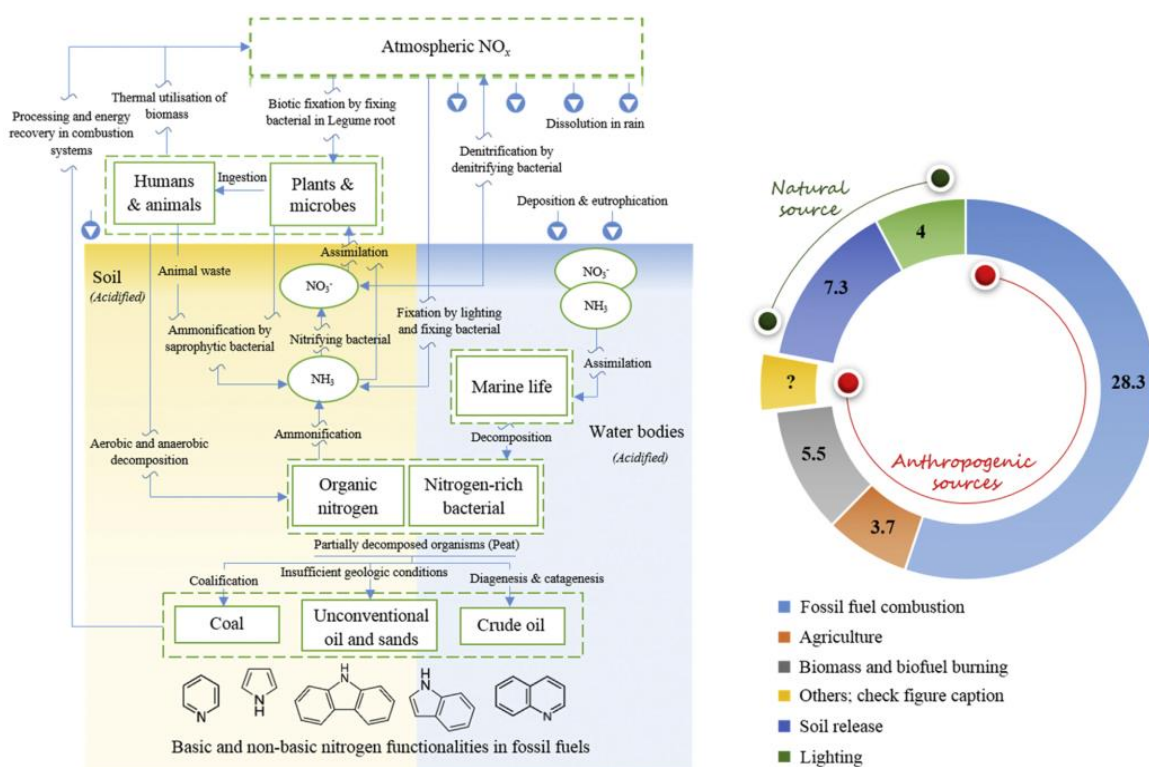 Atmospheric NOx
Thermal utilisation of
biomass
Processing and energy
recovery in combustion
systems
Biotic fixation by fixing
bacterial in Legume root
Dissolution in rain
Denitrification by
denitrifying bacterial
Humans
& animals
Ingestion
Plants &
microbes
Deposition & eutrophication
Soil
(Acidified)
Animal waste
Assimilation
NO3-
NO3-
NH3
Ammonification by
saprophytic bacterial
Nitrifying bacterial
Fixation by lighting
and fixing bacterial
Assimilation
NH3
Marine life
Aerobic and anaerobic
decomposition
Ammonification
Decomposition
Water bodies
(Acidified)
Organic
nitrogen
Nitrogen-rich
bacterial
Partially decomposed organisms (Peat)
Coalification
Insufficient geologic conditions
Diagenesis & catagenesis
Coal
Unconventional
oil and sands
Crude oil
N
N
H
H
N
H
N
N
Basic and non-basic nitrogen functionalities in fossil fuels
Natural
source
4
7.3
?
28.3
5.5
3.7
Anthropogenic
sources
Fossil fuel combustion
Agriculture
Biomass and biofuel burning
Others; check figure caption
Soil release
Lighting